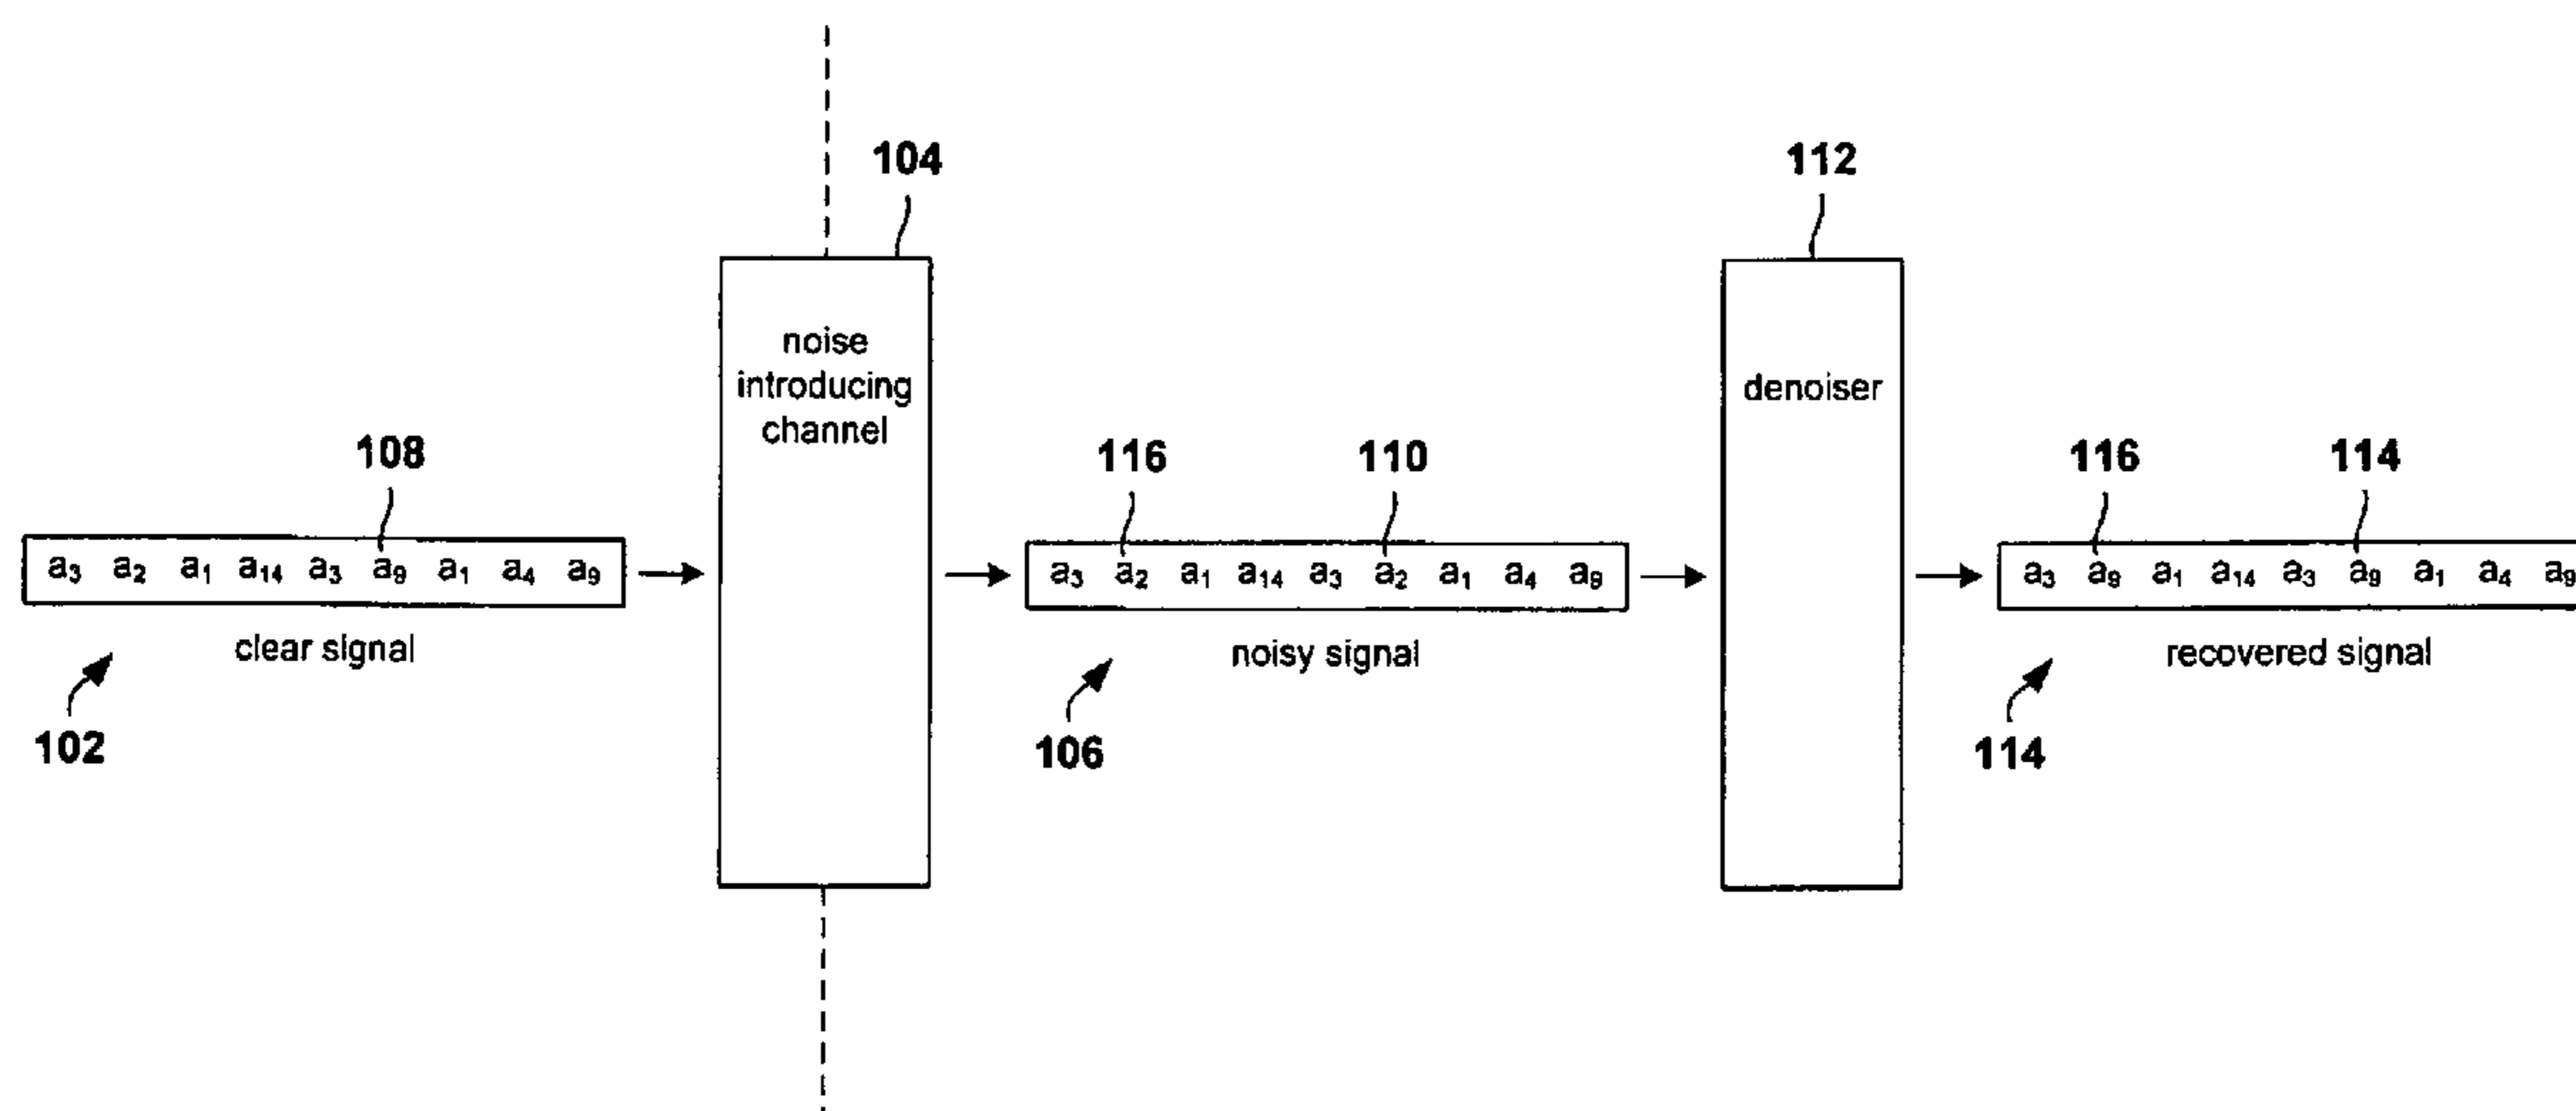 104
112
noise
introducing
channel
denoiser
108
116
110
116
114
a₃ a₂ a₁ a₁₄ a₃ a₉ a₁ a₄ a₉
a₃ a₂ a₁ a₁₄ a₃ a₂ a₁ a₄ a₉
a₃ a₉ a₁ a₁₄ a₃ a₉ a₁ a₄ a₉
clear signal
noisy signal
recovered signal
102
106
114